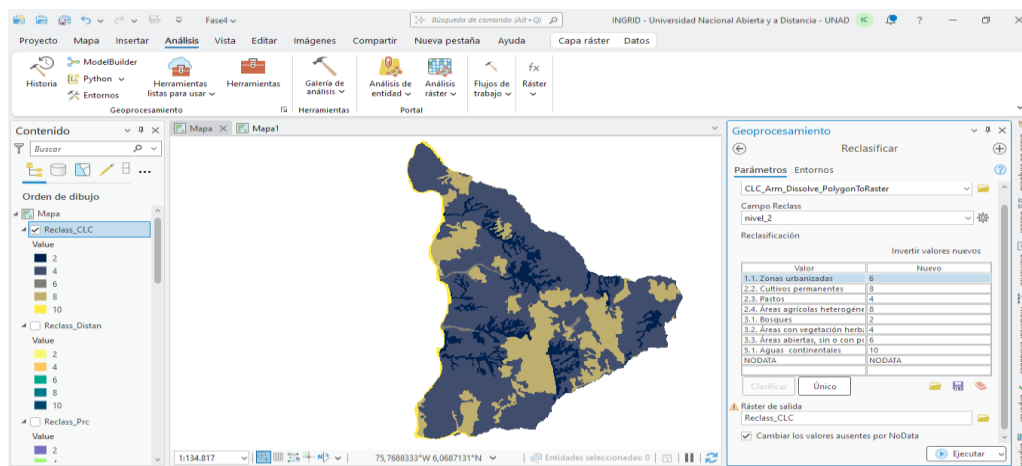 Fase4
Búsqueda de comando (Alt+Q)
INGRID - Universidad Nacional Abierta y a Distancia - UNAD
IC
?
Proyecto Mapa Insertar Análisis Vista Editar Imágenes Compartir Nueva pestaña Ayuda Capa ráster Datos
Historia
ModelBuilder
Python
Entornos
Herramientas listas para usar
Herramientas
Galería de análisis
Análisis de entidad
Análisis ráster
Flujos de trabajo
fx
Ráster
Geoprocesamiento
Herramientas
Portal
Contenido
Buscar
Orden de dibujo
Mapa
Reclass_CLC
Value
2
4
6
8
10
Reclass_Distan
Value
2
4
6
8
10
Reclass_Prc
Value
2
Mapa
Mapa1
1:134.817
75,7688333"W 6,0687131"N
Entidades seleccionadas: 0
Geoprocesamiento
Reclasificar
Parámetros Entornos
CLC_Arm_Dissolve_PolygonToRaster
Campo Reclass
nivel_2
Reclasificación
Invertir valores nuevos
Valor Nuevo
1.1. Zonas urbanizadas 6
2.2. Cultivos permanentes 8
2.3. Pastos 4
2.4. Áreas agrícolas heterogéne 8
3.1. Bosques 2
3.2. Áreas con vegetación herb 4
3.3. Áreas abiertas, sin o con p 6
5.1. Aguas continentales 10
NODATA NODATA
Clasificar
Único
Ráster de salida
Reclass_CLC
Cambiar los valores ausentes por NoData
Ejecutar